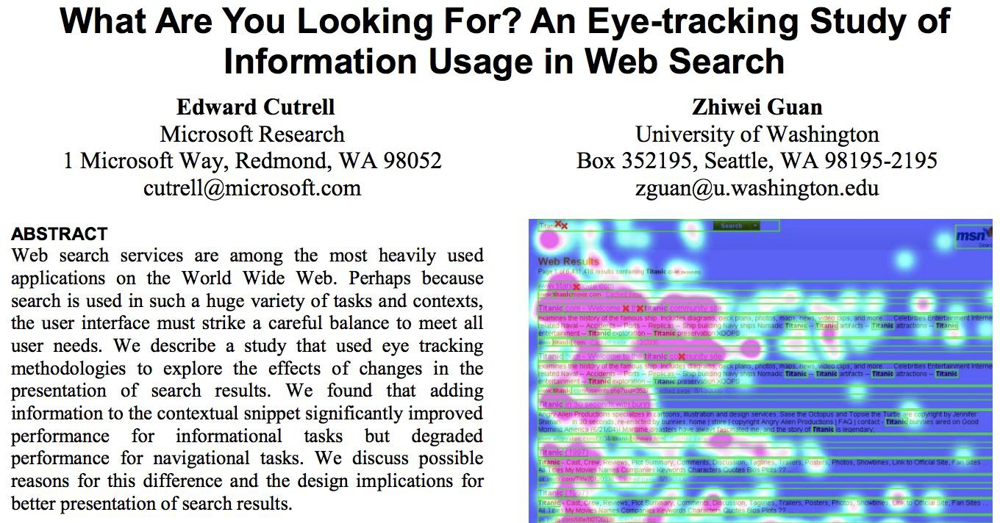 What Are You Looking For? An Eye-tracking Study of
Information Usage in Web Search
Edward Cutrell
Microsoft Research
1 Microsoft Way, Redmond, WA 98052
cutrell@microsoft.com
Zhiwei Guan
University of Washington
Box 352195, Seattle, WA 98195-2195
zguan@u.washington.edu
ABSTRACT
Web search services are among the most heavily used
applications on the World Wide Web. Perhaps because
search is used in such a huge variety of tasks and contexts,
the user interface must strike a careful balance to meet all
user needs. We describe a study that used eye tracking
methodologies to explore the effects of changes in the
presentation of search results. We found that adding
information to the contextual snippet significantly improved
performance for informational tasks but degraded
performance for navigational tasks. We discuss possible
reasons for this difference and the design implications for
better presentation of search results.
Titanic
Search
msn
Web Results
Page 1 of 6,431,416 results containing Titanic
www.titanicmovie.com
www.titanicmovie.com Cached page
Titanic.com - Welcome to the titanic community site
examines the history of the famous ship. Includes diagrams, deck plans, photos, maps, news, video clips, and more.... Celebrities Entertainment Interne
related Naval -- Accidents -- Ports -- Replicas -- Ship building Navy ships Nomadic Titanic -- Titanic artifacts -- Titanic attractions -- Titanic
entertainment -- Titanic exploration -- Titanic preservation XOOPS
www.titanic.com Cached page
Titanic.com - Welcome to the titanic community site
examines the history of the famous ship. Includes diagrams, deck plans, photos, maps, news, video clips, and more.... Celebrities Entertainment Interne
related Naval -- Accidents -- Ports -- Replicas -- Ship building Navy ships Nomadic Titanic -- Titanic artifacts -- Titanic attractions -- Titanic
entertainment -- Titanic exploration -- Titanic preservation XOOPS
Cached page
Titanic in 30 seconds with bunnies
Angry Alien Productions specializes in cartoons, illustration and design services. Sase the Octopus and Topsie the Turtle are copyright by Jennifer
Shiman in 30 seconds, re-enacted by bunnies. home | store | copyright Angry Alien Productions | FAQ | contact - Titanic bunnies aired on Good
Morning America (6/21/04) Maritime disasters have always fascinated me, and the story of Titanic is legendary,
Titanic (1997)
Titanic - Cast, Crew, Reviews, Plot Summary, Comments, Discussion, Taglines, Trailers, Posters, Photos, Showtimes, Link to Official Site, Fan Sites ...
All Titles My Movies Names Companies Keywords Characters Quotes Bios Plots ?? ...
Titanic (1997)
Titanic - Cast, Crew, Reviews, Plot Summary, Comments, Discussion, Taglines, Trailers, Posters, Photos, Showtimes, Link to Official Site, Fan Sites ...
All Titles My Movies Names Companies Keywords Characters Quotes Bios Plots ?? ...